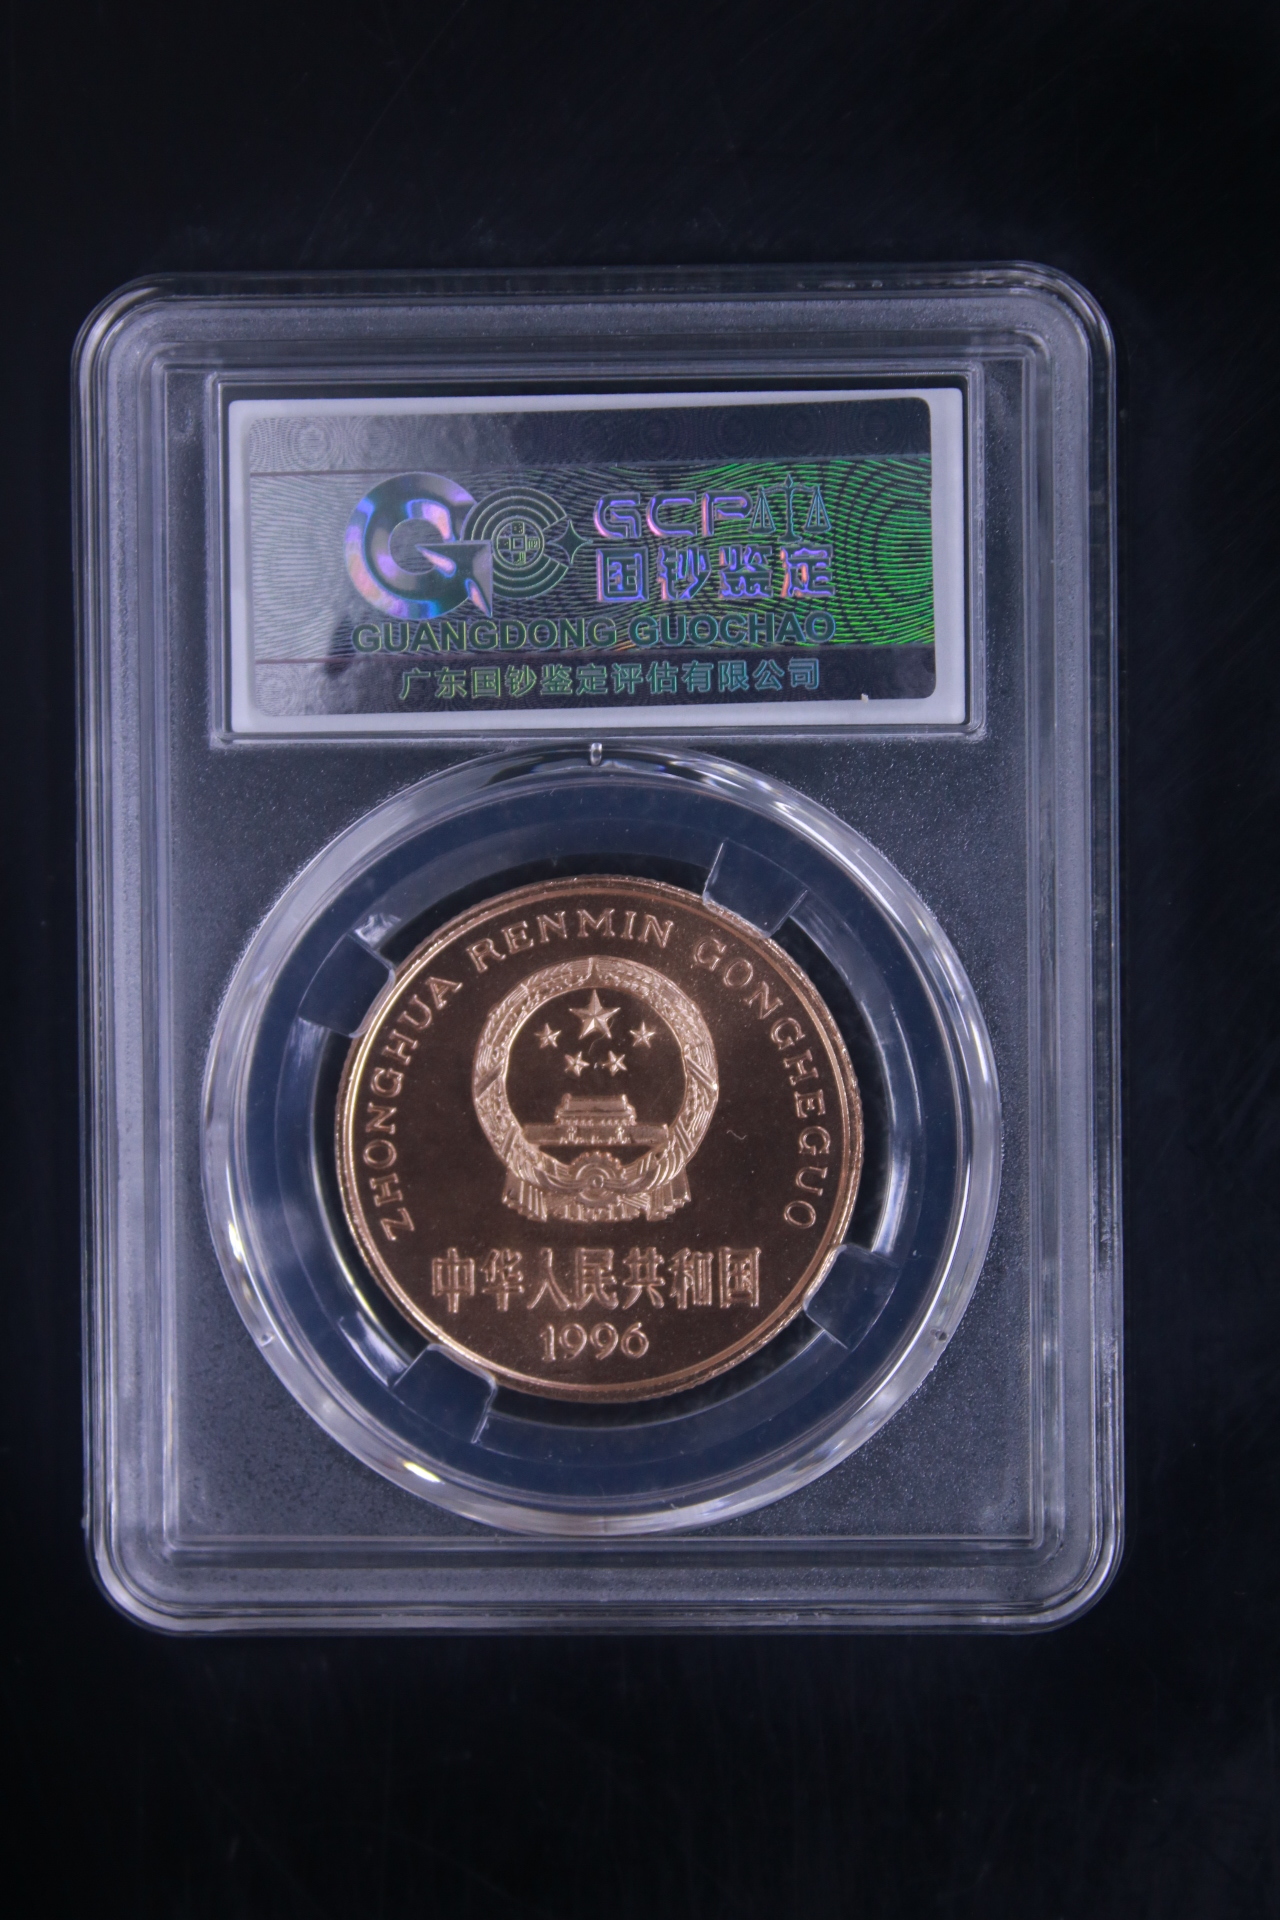 GC GCP
国钞鉴定
GUANGDONG GUOCHAO
广东国钞鉴定评估有限公司
ZHONGHUA RENMIN GONGHEGUO
中华人民共和国
1996